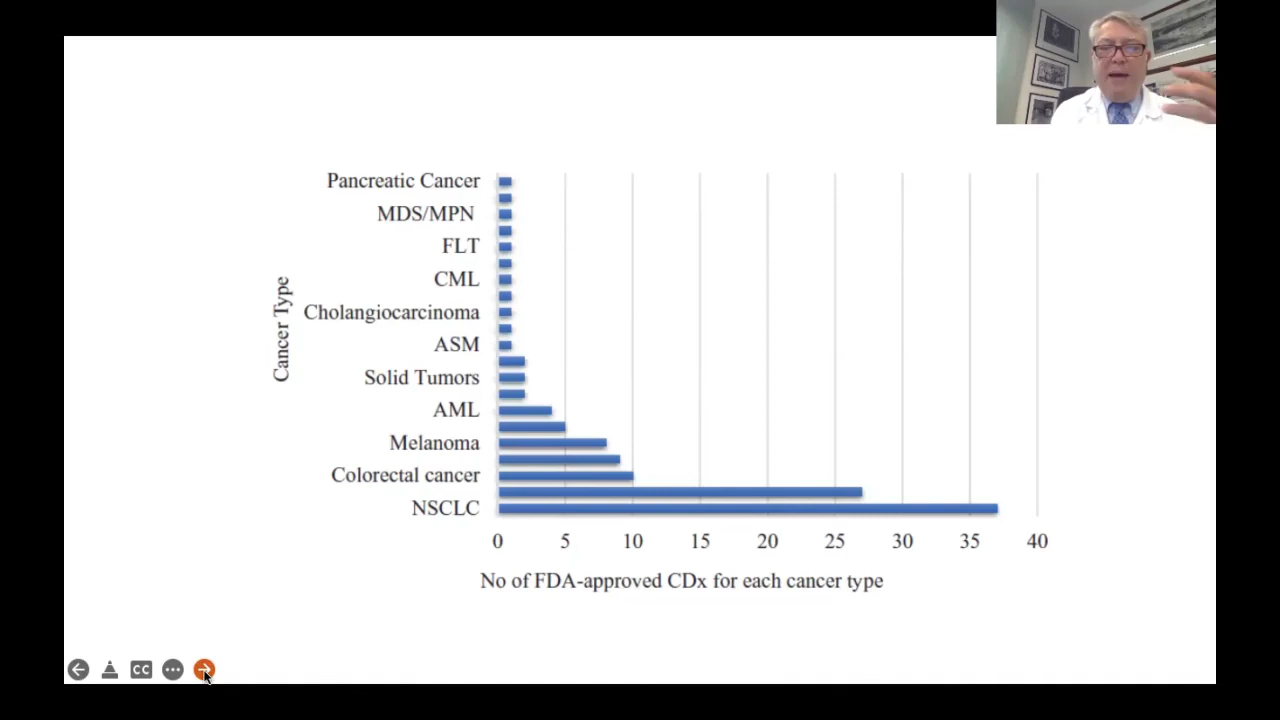 Pancreatic Cancer
MDS/MPN
FLT
CML
Cholangiocarcinoma
ASM
Solid Tumors
AML
Melanoma
Colorectal cancer
NSCLC
Cancer Type
0 5 10 15 20 25 30 35 40
No of FDA-approved CDx for each cancer type
CC